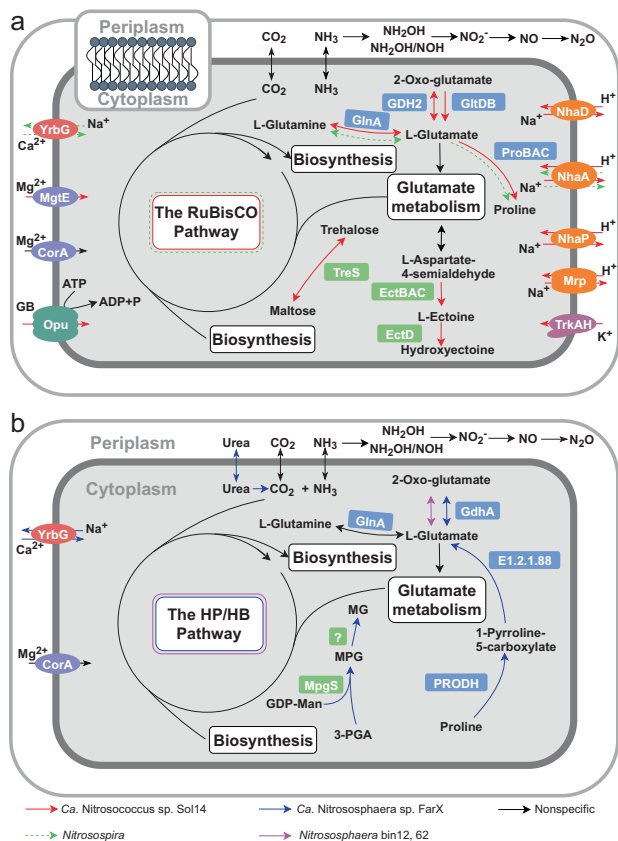 a
Periplasm
Cytoplasm
CO2
NH3
NH2OH
NH2OH/NOH
NO2-
NO
N2O
CO2
NH3
2-Oxo-glutamate
GDH2
GltDB
L-Glutamine
GlnA
L-Glutamate
Biosynthesis
ProBAC
Proline
Glutamate
metabolism
The RuBisCO
Pathway
Trehalose
TreS
Maltose
L-Aspartate-
4-semialdehyde
EctBAC
L-Ectoine
EctD
Hydroxyectoine
Biosynthesis
YrbG
Na+
Ca2+
Mg2+
MgtE
Mg2+
CorA
ATP
ADP+P
GB
Opu
H+
NhaD
Na+
H+
NhaA
Na+
H+
NhaP
Na+
H+
Mrp
Na+
TrkAH
K+
b
Periplasm
Cytoplasm
Urea
CO2
NH3
NH2OH
NH2OH/NOH
NO2-
NO
N2O
Urea
CO2 + NH3
2-Oxo-glutamate
GdhA
L-Glutamine
GlnA
L-Glutamate
Biosynthesis
E1.2.1.88
Glutamate
metabolism
The HP/HB
Pathway
MG
?
MPG
MpgS
GDP-Man
3-PGA
1-Pyrroline-
5-carboxylate
PRODH
Proline
Biosynthesis
YrbG
Na+
Ca2+
Mg2+
CorA
Ca. Nitrosococcus sp. Sol14
Ca. Nitrososphaera sp. FarX
Nonspecific
Nitrosospira
Nitrososphaera bin12, 62